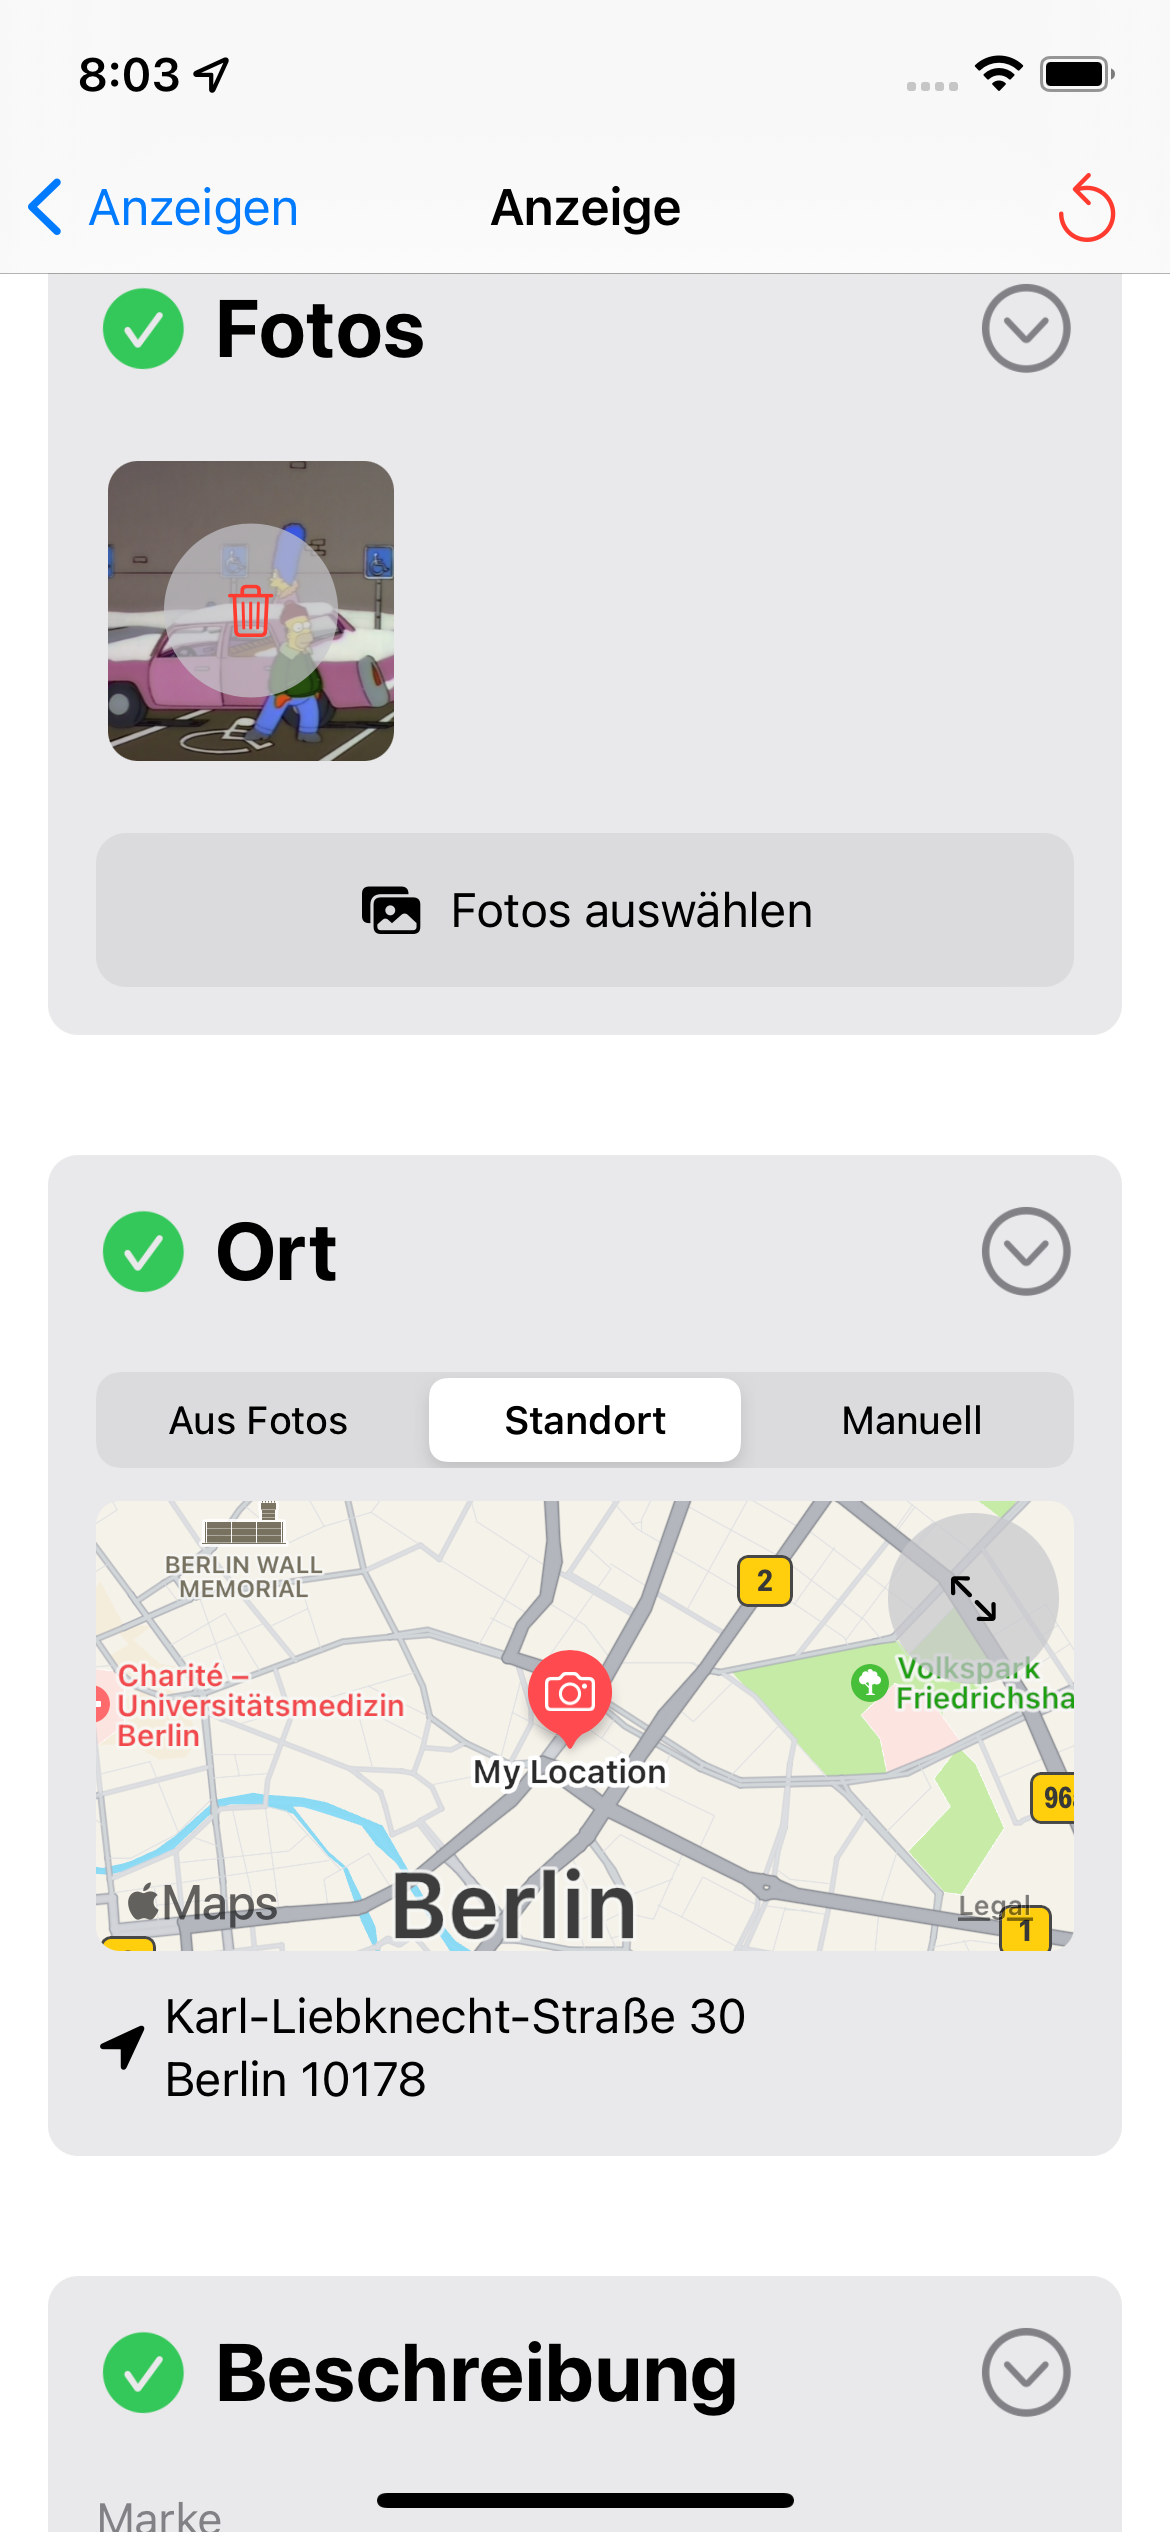 8:03
Anzeigen
Anzeige
Fotos
Fotos auswählen
Ort
Aus Fotos
Standort
Manuell
BERLIN WALL
MEMORIAL
2
Charité –
Universitätsmedizin
Berlin
Volkspark
Friedrichsha
My Location
96
Berlin
Maps
Legal
1
Karl-Liebknecht-Straße 30
Berlin 10178
Beschreibung
Marke